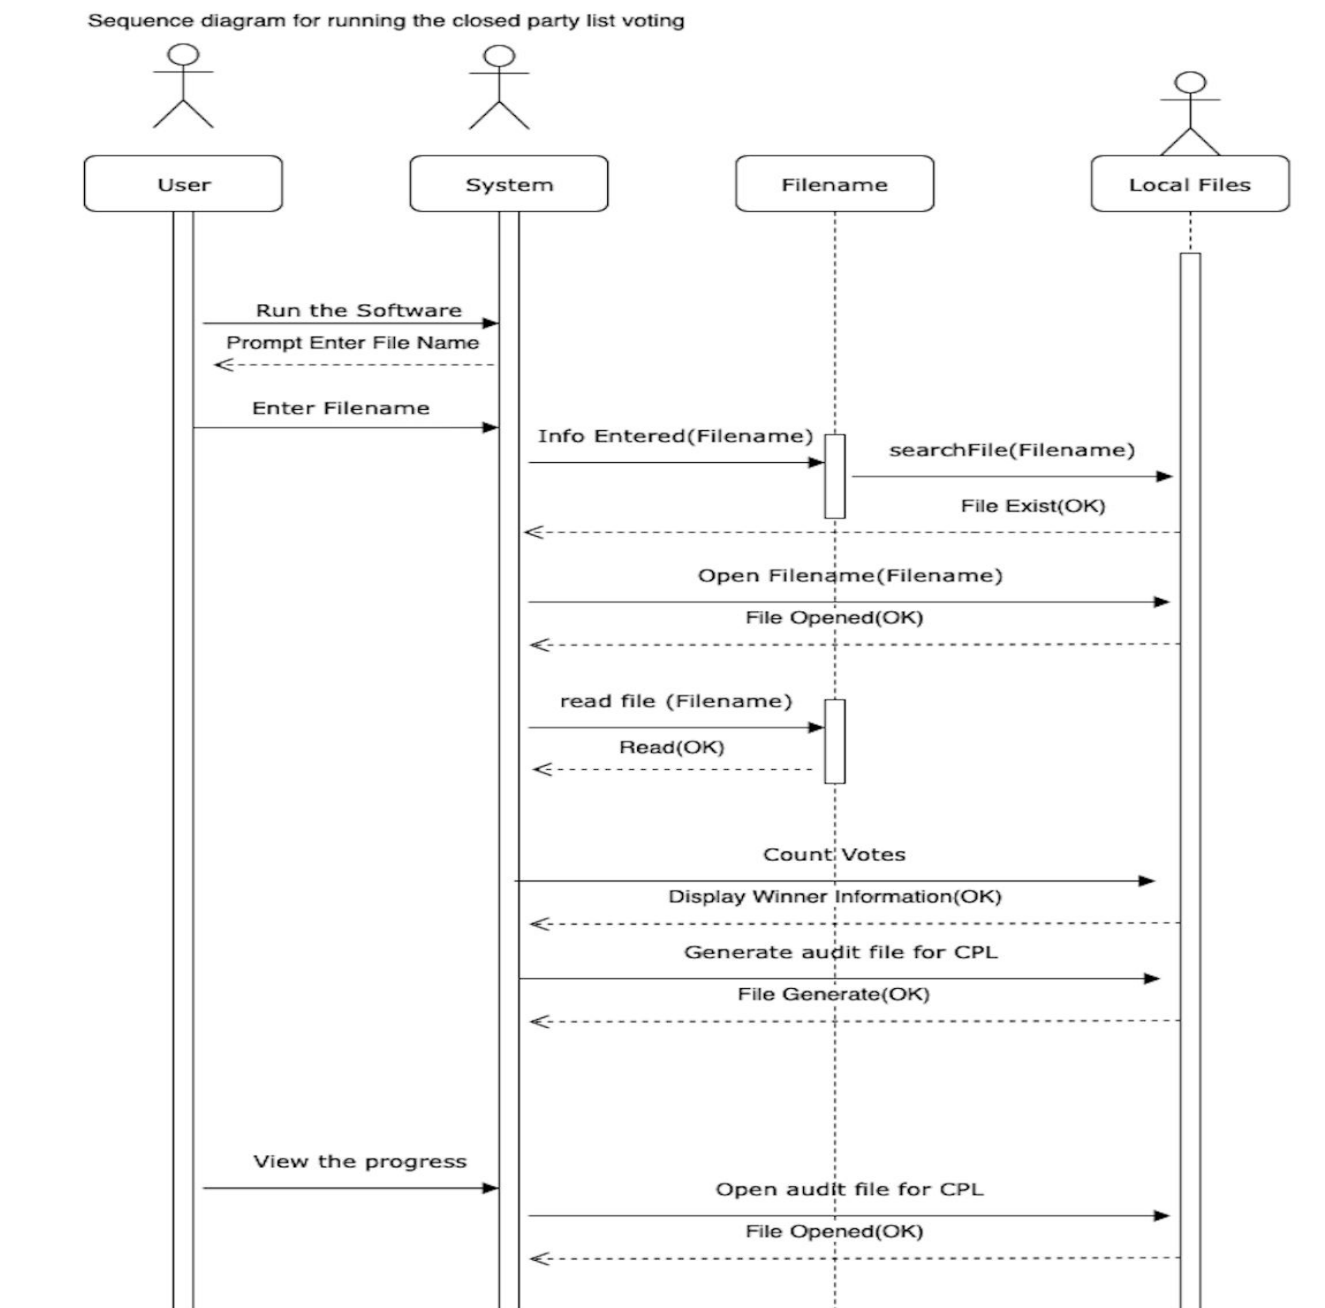 Sequence diagram for running the closed party list voting
User
System
Filename
Local Files
Run the Software
Prompt Enter File Name
Enter Filename
Info Entered(Filename)
searchFile(Filename)
File Exist(OK)
Open Filename(Filename)
File Opened(OK)
read file (Filename)
Read(OK)
Count Votes
Display Winner Information(OK)
Generate audit file for CPL
File Generate(OK)
View the progress
Open audit file for CPL
File Opened(OK)